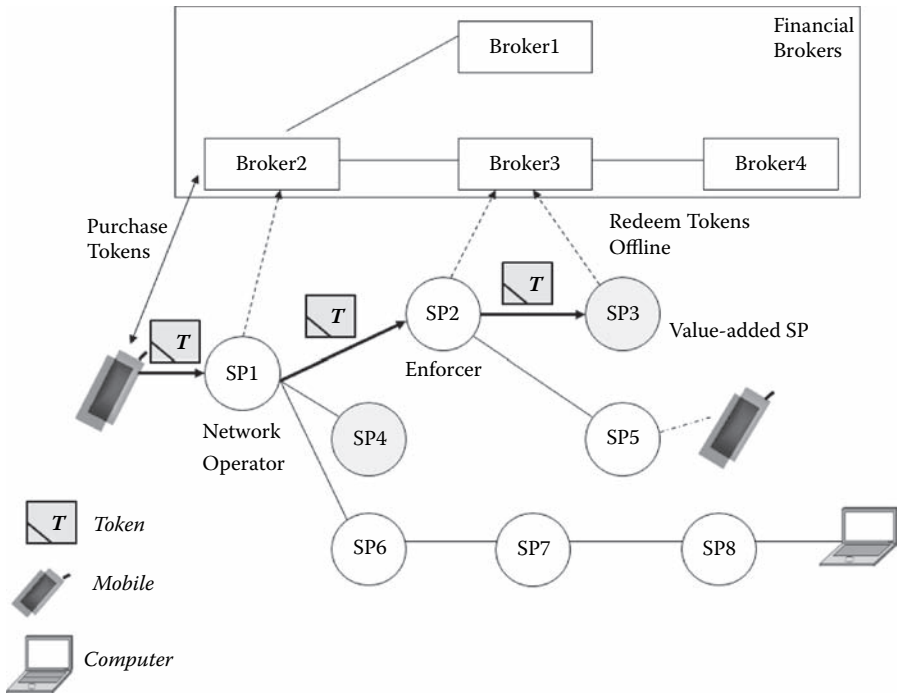 Financial
Brokers
Broker1
Broker2
Broker3
Broker4
Purchase
Tokens
Redeem Tokens
Offline
T
T
T
SP1
SP2
SP3
Value-added SP
Enforcer
Network
Operator
SP4
SP5
SP6
SP7
SP8
T
Token
Mobile
Computer